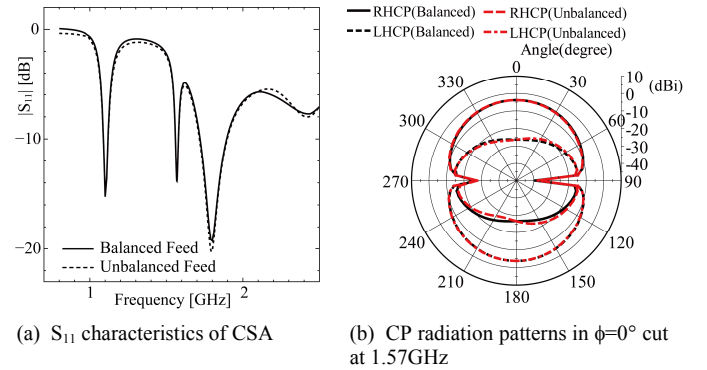 0
−10
−20
|S₁₁| [dB]
Balanced Feed
Unbalanced Feed
1
2
Frequency [GHz]
(a) S₁₁ characteristics of CSA
RHCP(Balanced)
RHCP(Unbalanced)
LHCP(Balanced)
LHCP(Unbalanced)
Angle(degree)
0
30
60
90
120
150
180
210
240
270
300
330
10
0
-10
-20
-30
-40
(dBi)
(b) CP radiation patterns in ϕ=0° cut
at 1.57GHz